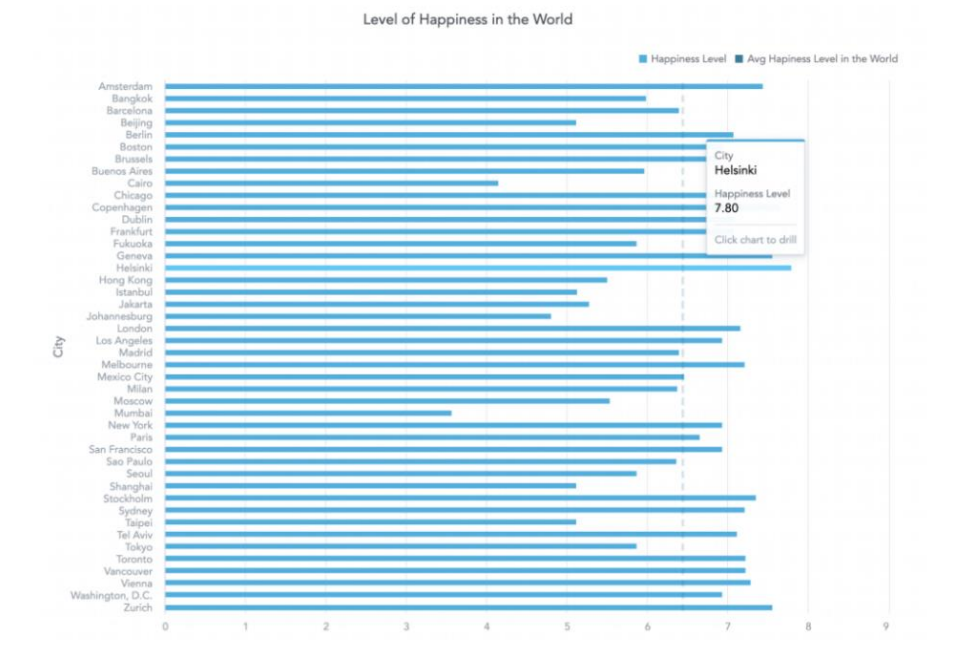 Level of Happiness in the World
Happiness Level
Avg Hapiness Level in the World
Amsterdam
Bangkok
Barcelona
Beijing
Berlin
Boston
Brussels
Buenos Aires
Cairo
Chicago
Copenhagen
Dublin
Frankfurt
Fukuoka
Geneva
Helsinki
Hong Kong
Istanbul
Jakarta
Johannesburg
London
Los Angeles
Madrid
Melbourne
Mexico City
Milan
Moscow
Mumbai
New York
Paris
San Francisco
Sao Paulo
Seoul
Shanghai
Stockholm
Sydney
Taipei
Tel Aviv
Tokyo
Toronto
Vancouver
Vienna
Washington, D.C.
Zurich
City
City
Helsinki
Happiness Level
7.80
Click chart to drill
0 1 2 3 4 5 6 7 8 9